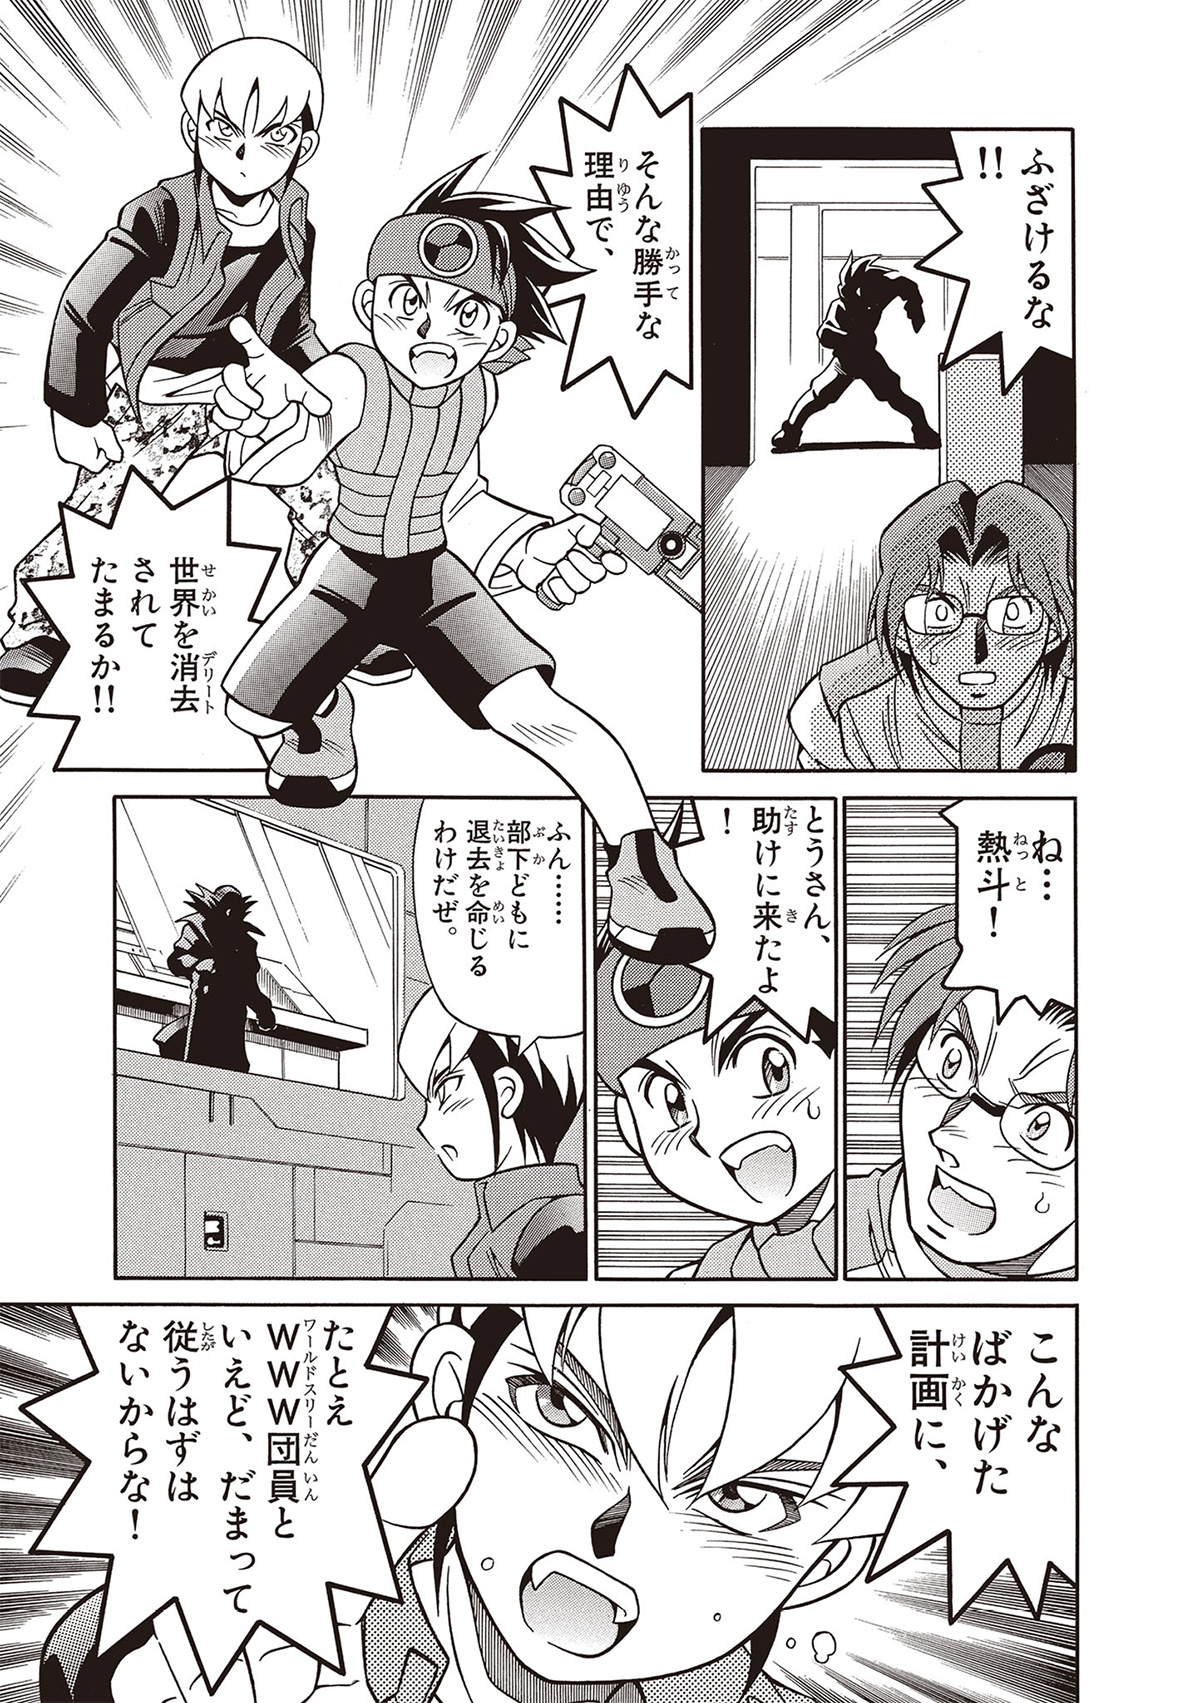 ふざけるな
!!
そんな勝手な
理由で、
世界を消去
されて
たまるか!!
ね…
熱斗!
とうさん、
助けに来たよ
!
ふん……
部下どもに
退去を命じる
わけだぜ。
こんな
ばかげた
計画に、
たとえ
WWW団員と
いえど、だまって
従うはずは
ないからな!